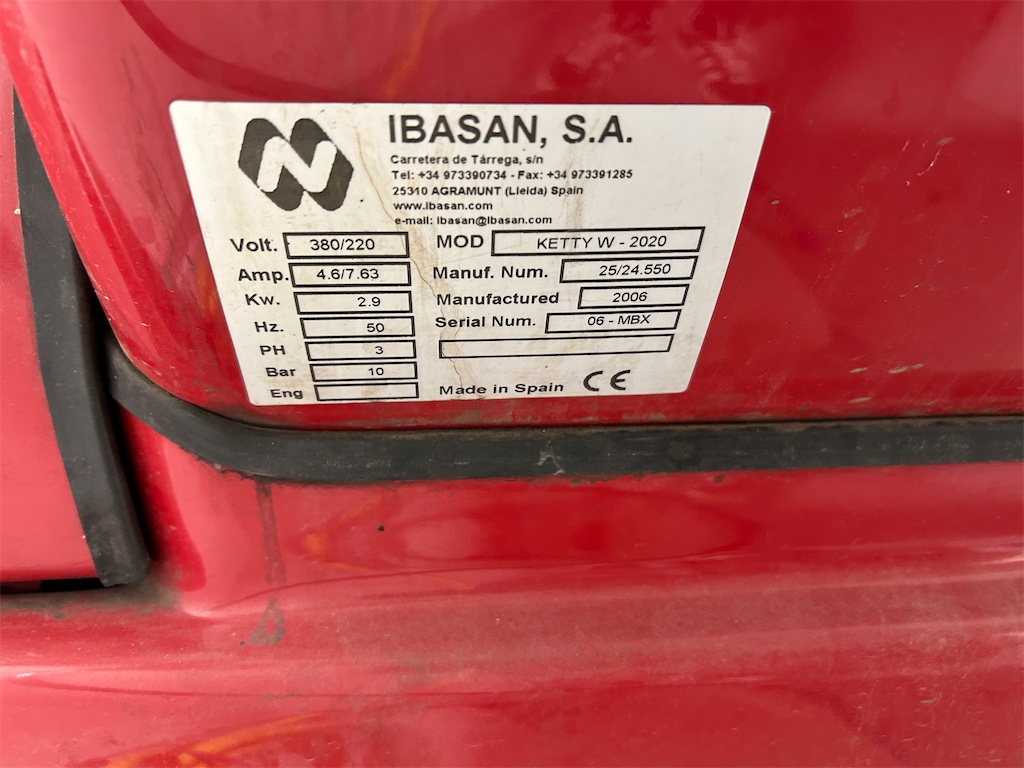 IBASAN, S.A.
Carretera de Tárrega, s/n
Tel: +34 973390734 - Fax: +34 973391285
25310 AGRAMUNT (Lleida) Spain
www.ibasan.com
e-mail: ibasan@ibasan.com
Volt. 380/220
Amp. 4.6/7.63
Kw. 2.9
Hz. 50
PH 3
Bar 10
Eng
MOD KETTY W - 2020
Manuf. Num. 25/24.550
Manufactured 2006
Serial Num. 06 - MBX
Made in Spain CE